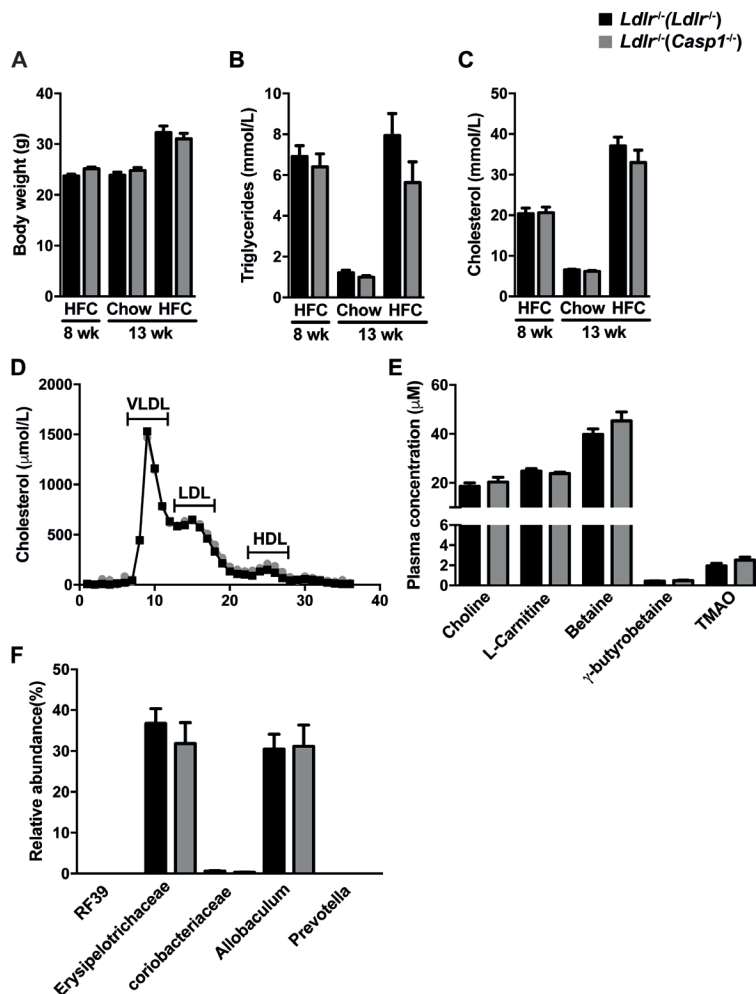 Ldlr-/-(Ldlr-/-)
Ldlr-/-(Casp1-/-)
A
Body weight (g)
40
30
20
10
0
HFC
Chow
HFC
8 wk
13 wk
B
Triglycerides (mmol/L)
10
8
6
4
2
0
HFC
Chow
HFC
8 wk
13 wk
C
Cholesterol (mmol/L)
50
40
30
20
10
0
HFC
Chow
HFC
8 wk
13 wk
D
Cholesterol (μmol/L)
2000
1500
1000
500
0
0
10
20
30
40
VLDL
LDL
HDL
E
Plasma concentration (μM)
60
40
20
6
4
2
0
Choline
L-Carnitine
Betaine
γ-butyrobetaine
TMAO
F
Relative abundance(%)
50
40
30
20
10
0
RF39
Erysipelotrichaceae
coriobacteriaceae
Allobaculum
Prevotella